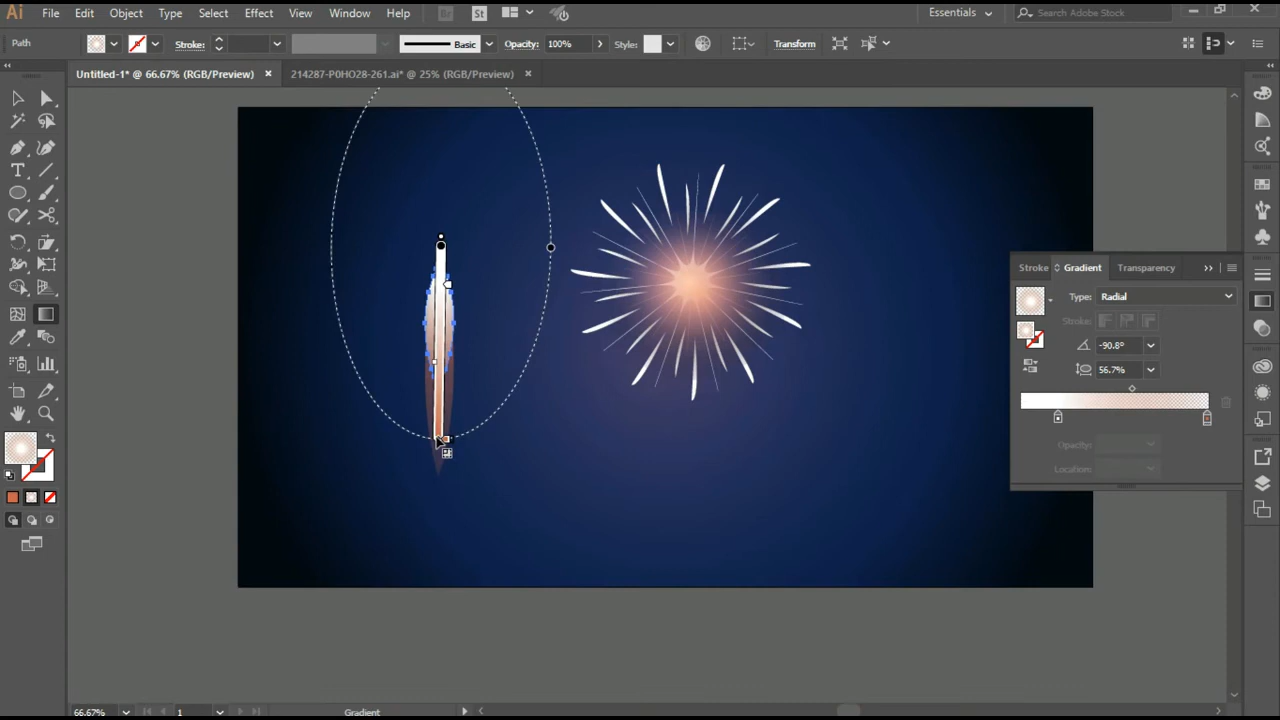 Ai File Edit Object Type Select Effect View Window Help Br St Essentials Search Adobe Stock
Path Stroke: Basic Opacity: 100% Style: Transform
Untitled-1* @ 66.67% (RGB/Preview) 214287-P0HO28-261.ai* @ 25% (RGB/Preview)
Stroke Gradient Transparency
Type: Radial
Stroke:
-90.8°
56.7%
Opacity:
Location:
66.67% 1 Gradient